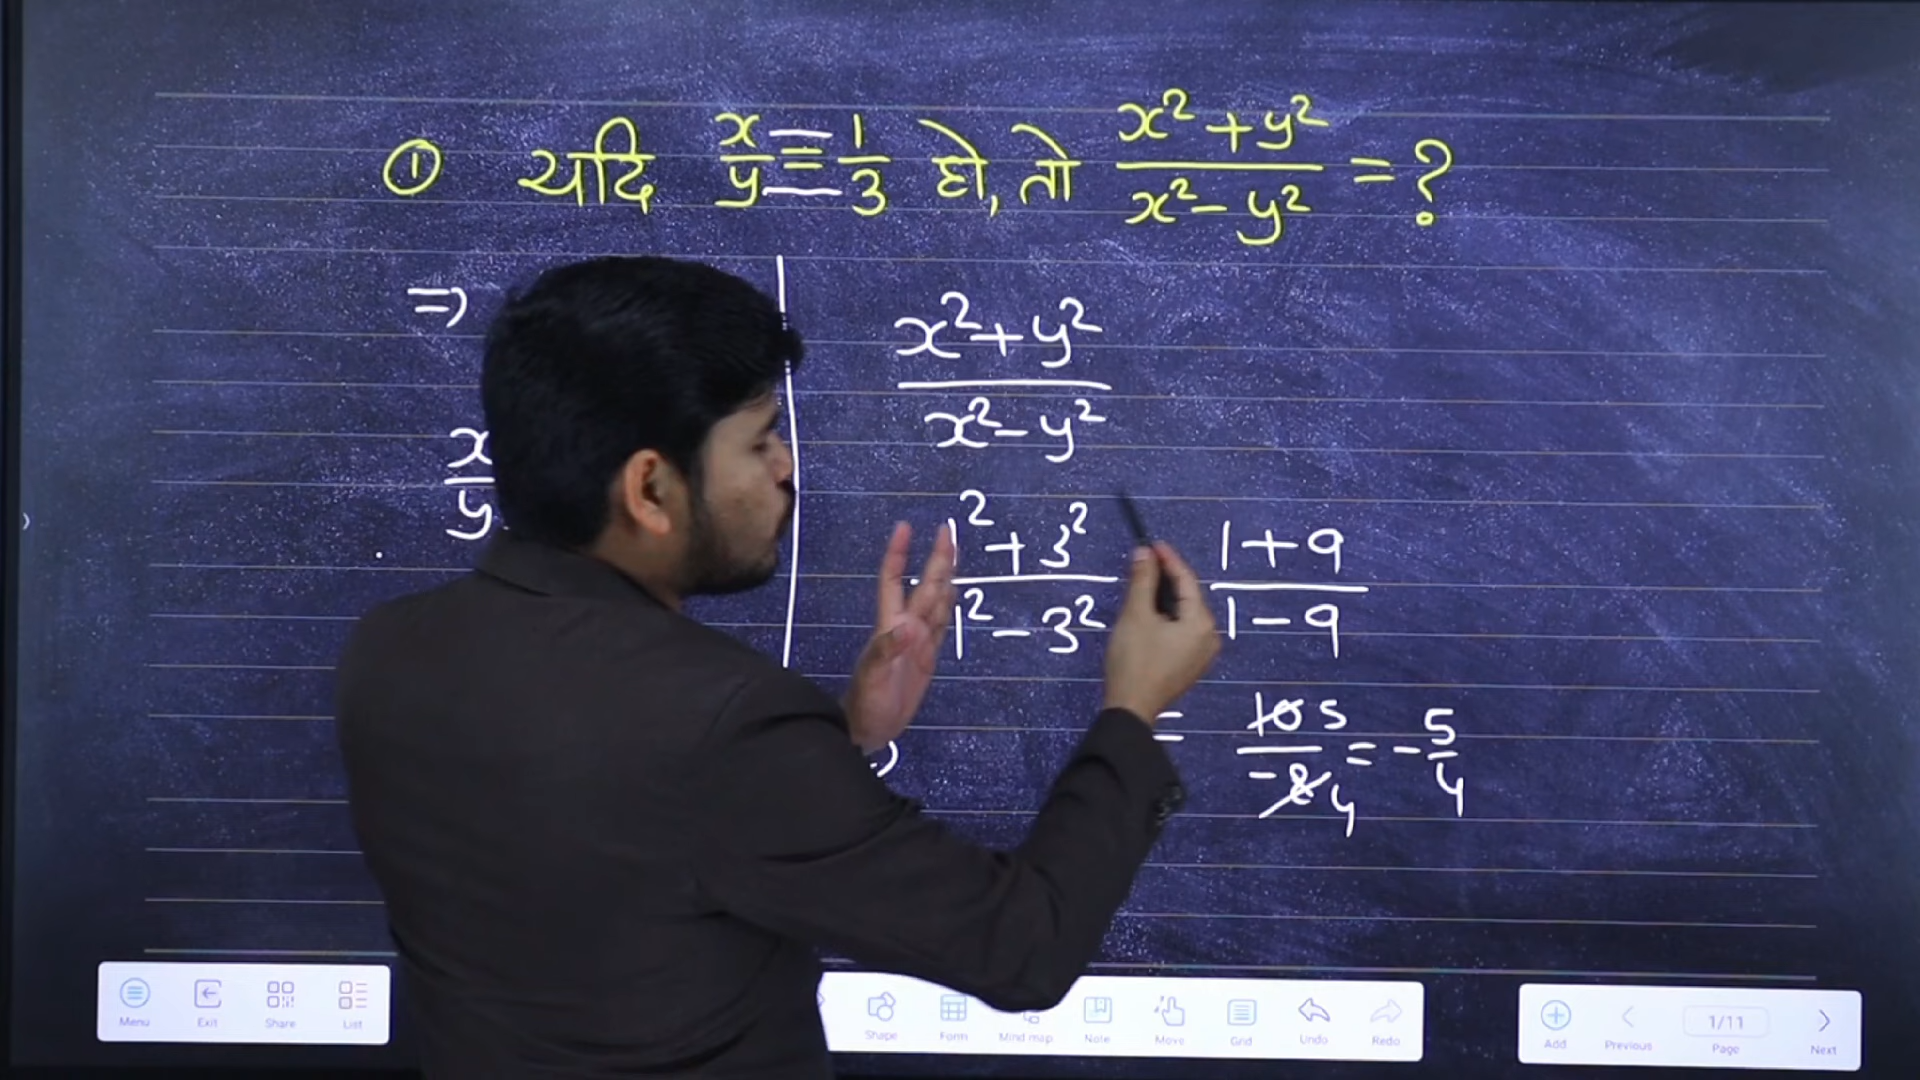 ① यदि x/y = 1/3 हो, तो (x² + y²)/(x² - y²) = ?
=>
(x² + y²)/(x² - y²)
x/y
(1² + 3²)/(1² - 3²) (1 + 9)/(1 - 9)
= 10 5/-8 4 = -5/4
Menu Exit Share List Shape Form Mind map Note Move Grid Undo Redo Add Previous 1/11 Page Next